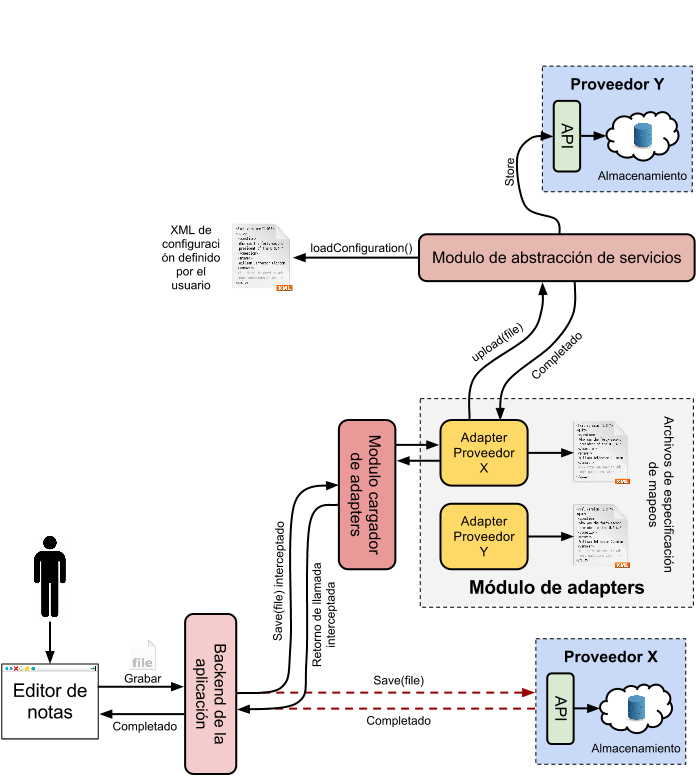 Proveedor Y
API
Almacenamiento
Store
XML de
configuraci
ón definido
por el
usuario
XML
loadConfiguration()
Modulo de abstracción de servicios
upload(file)
Completado
Modulo cargador
de adapters
Adapter
Proveedor
X
XML
Adapter
Proveedor
Y
XML
Archivos de especificación
de mapeos
Módulo de adapters
Save(file) interceptado
Retorno de llamada
interceptada
Editor de
notas
file
Grabar
Completado
Backend de la
aplicación
Save(file)
Completado
Proveedor X
API
Almacenamiento